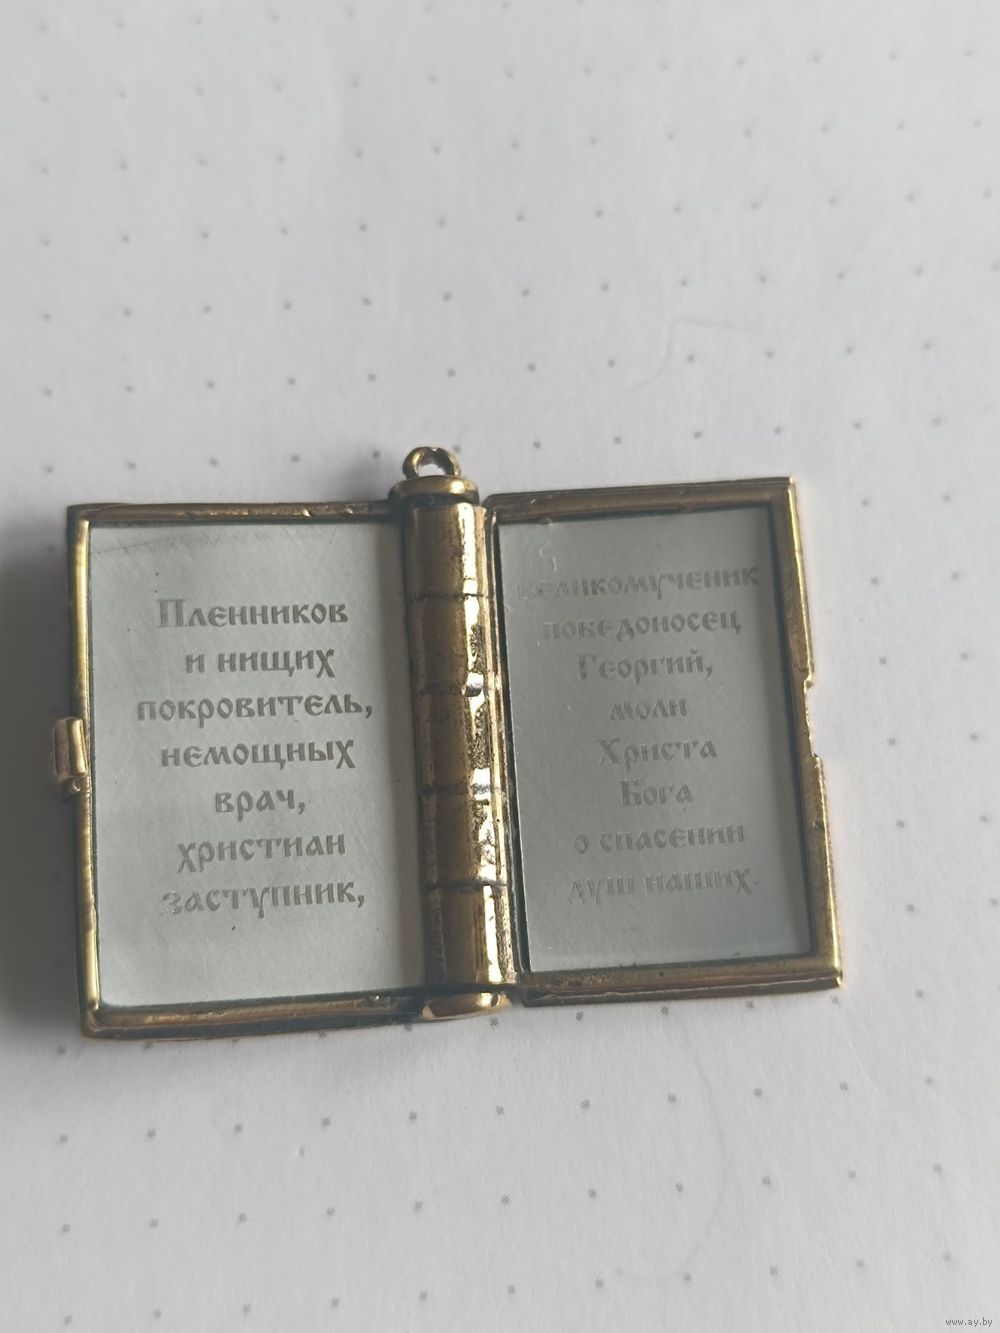 Пленников
и нищих
покровитель,
немощных
врач,
христиан
заступник,
великомученик
победоносец
Георгий,
моли
Христа
Бога
о спасении
душ наших.
www.ay.by